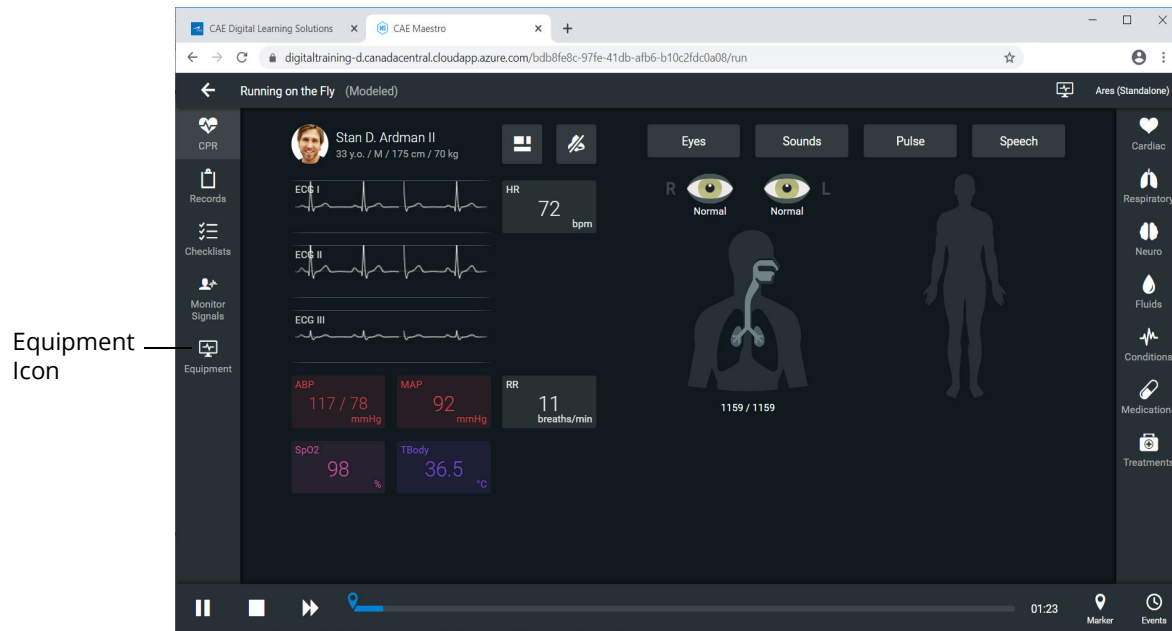 CAE Digital Learning Solutions
CAE Maestro
digitaltraining-d.canadacentral.cloudapp.azure.com/bdb8fe8c-97fe-41db-afb6-b10c2fdc0a08/run
Running on the Fly (Modeled)
Ares (Standalone)
CPR
Records
Checklists
Monitor
Signals
Equipment
Equipment
Icon
Stan D. Ardman II
33 y.o. / M / 175 cm / 70 kg
ECG I
HR
72
bpm
ECG II
ECG III
ABP
117 / 78
mmHg
MAP
92
mmHg
RR
11
breaths/min
SpO2
98
%
TBody
36.5
°C
Eyes
Sounds
Pulse
Speech
R
L
Normal
Normal
1159 / 1159
Cardiac
Respiratory
Neuro
Fluids
Conditions
Medication
Treatments
01:23
Marker
Events